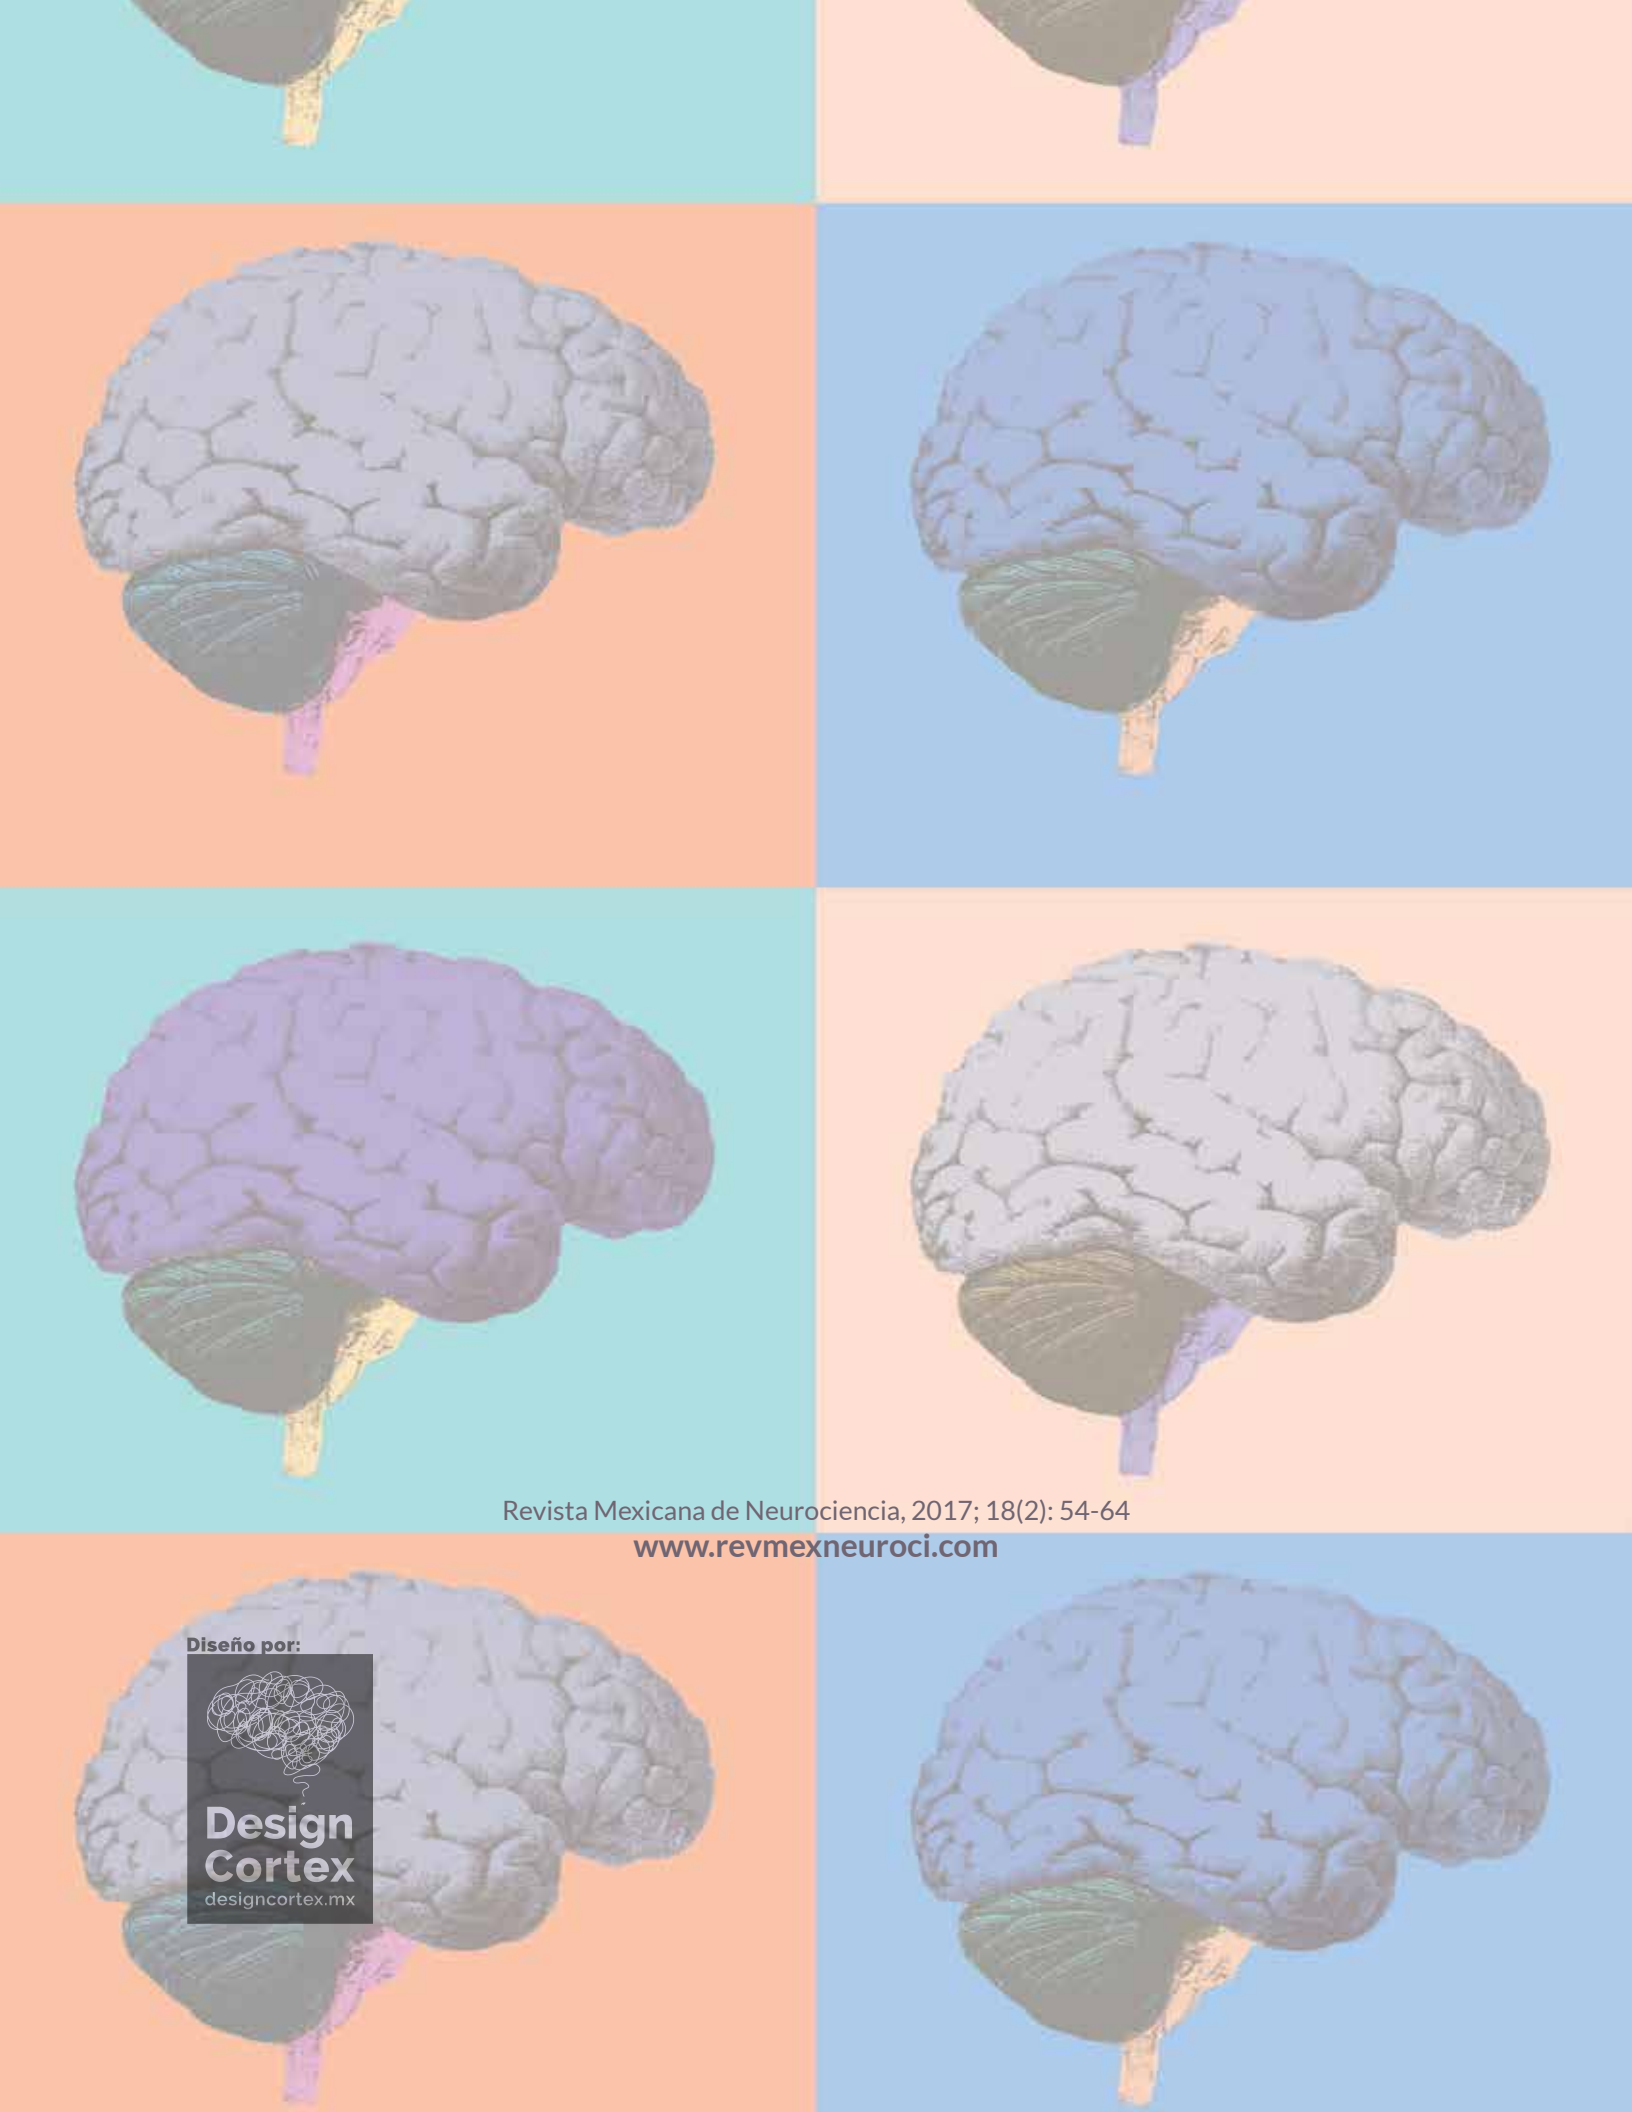 Revista Mexicana de Neurociencia, 2017; 18(2): 54-64
www.revmexneuroci.com
Diseño por:
Design
Cortex
designcortex.mx